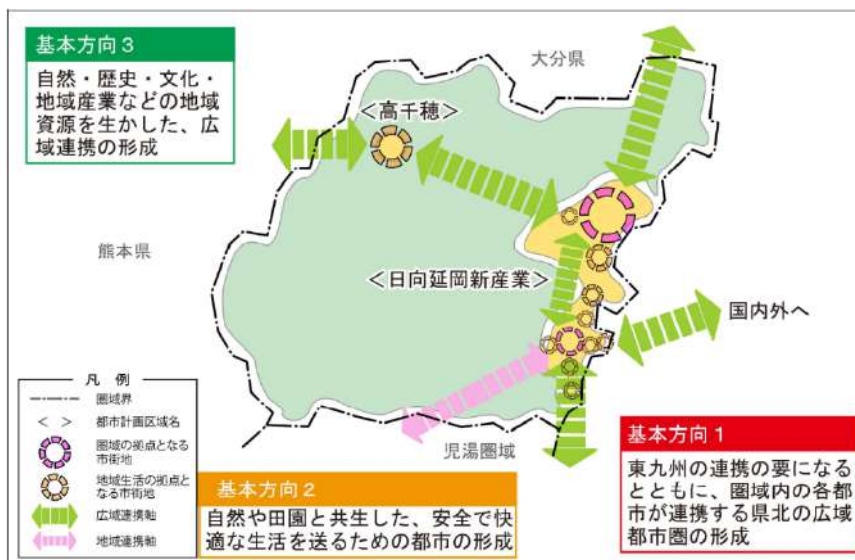 基本方向3
自然・歴史・文化・
地域産業などの地域
資源を生かした、広
域連携の形成
大分県
<高千穂>
熊本県
<日向延岡新産業>
国内外へ
児湯圏域
凡 例
圏域界
< > 都市計画区域名
圏域の拠点となる
市街地
地域生活の拠点と
なる市街地
広域連携軸
地域連携軸
基本方向2
自然や田園と共生した、安全で快
適な生活を送るための都市の形成
基本方向1
東九州の連携の要になる
とともに、圏域内の各都
市が連携する県北の広域
都市圏の形成